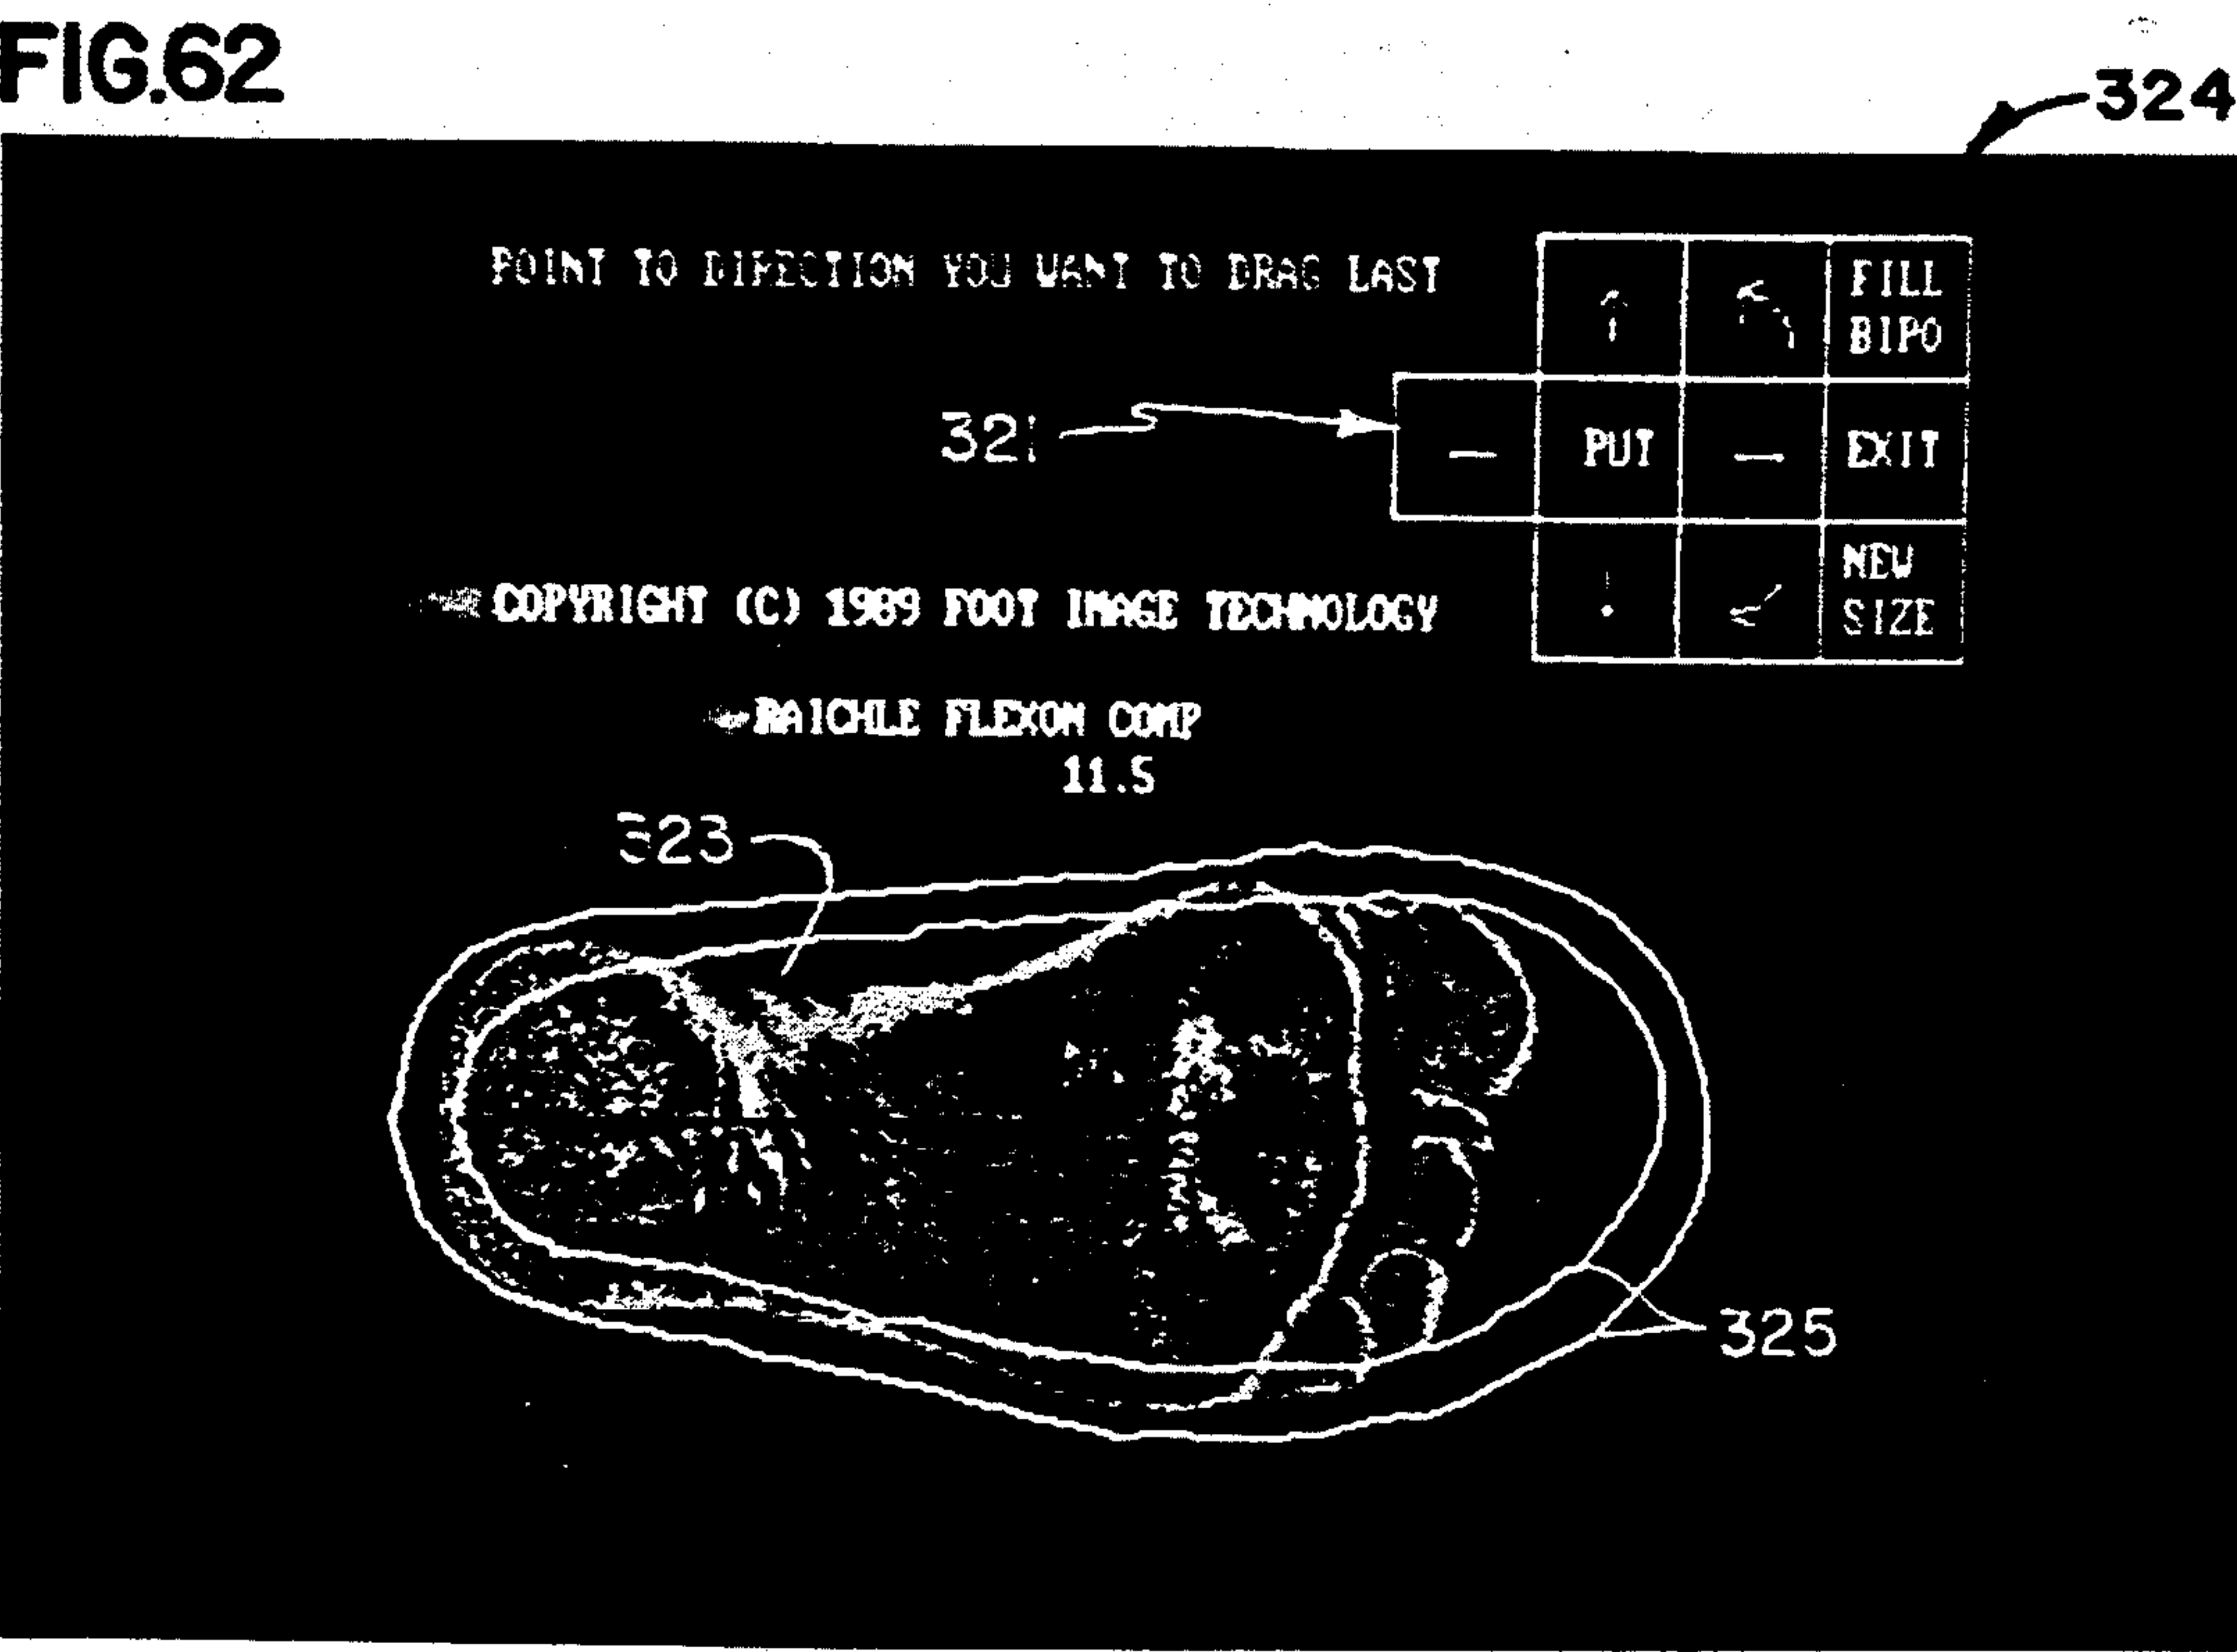 FIG.62
324
POINT TO DIRECTION YOU WANT TO DRAG LAST
FILL
BIPO
321
PUT
EXIT
COPYRIGHT (C) 1989 FOOT IMAGE TECHNOLOGY
NEW
SIZE
RAICHLE FLEXON COMP
11.5
323
325